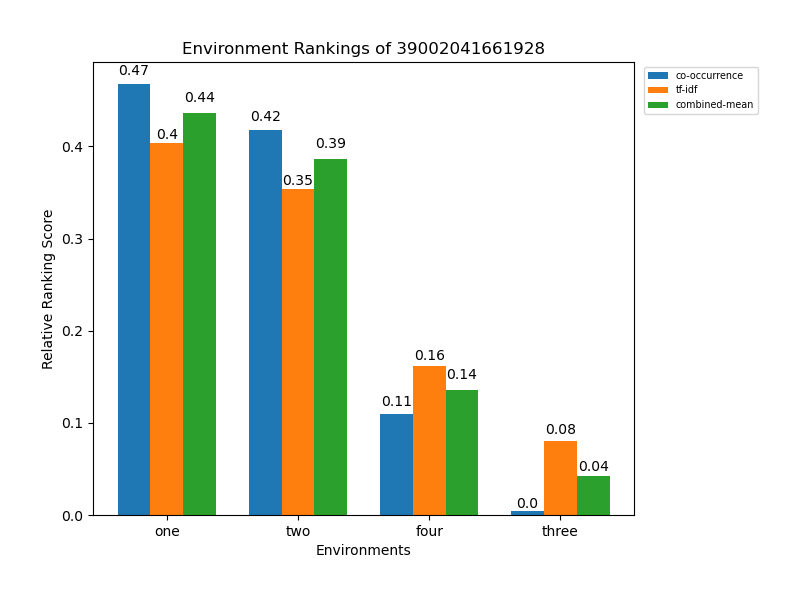 Environment Rankings of 39002041661928
co-occurrence
tf-idf
combined-mean
Relative Ranking Score
0.4
0.3
0.2
0.1
0.0
0.47
0.4
0.44
0.42
0.35
0.39
0.11
0.16
0.14
0.0
0.08
0.04
one two four three
Environments